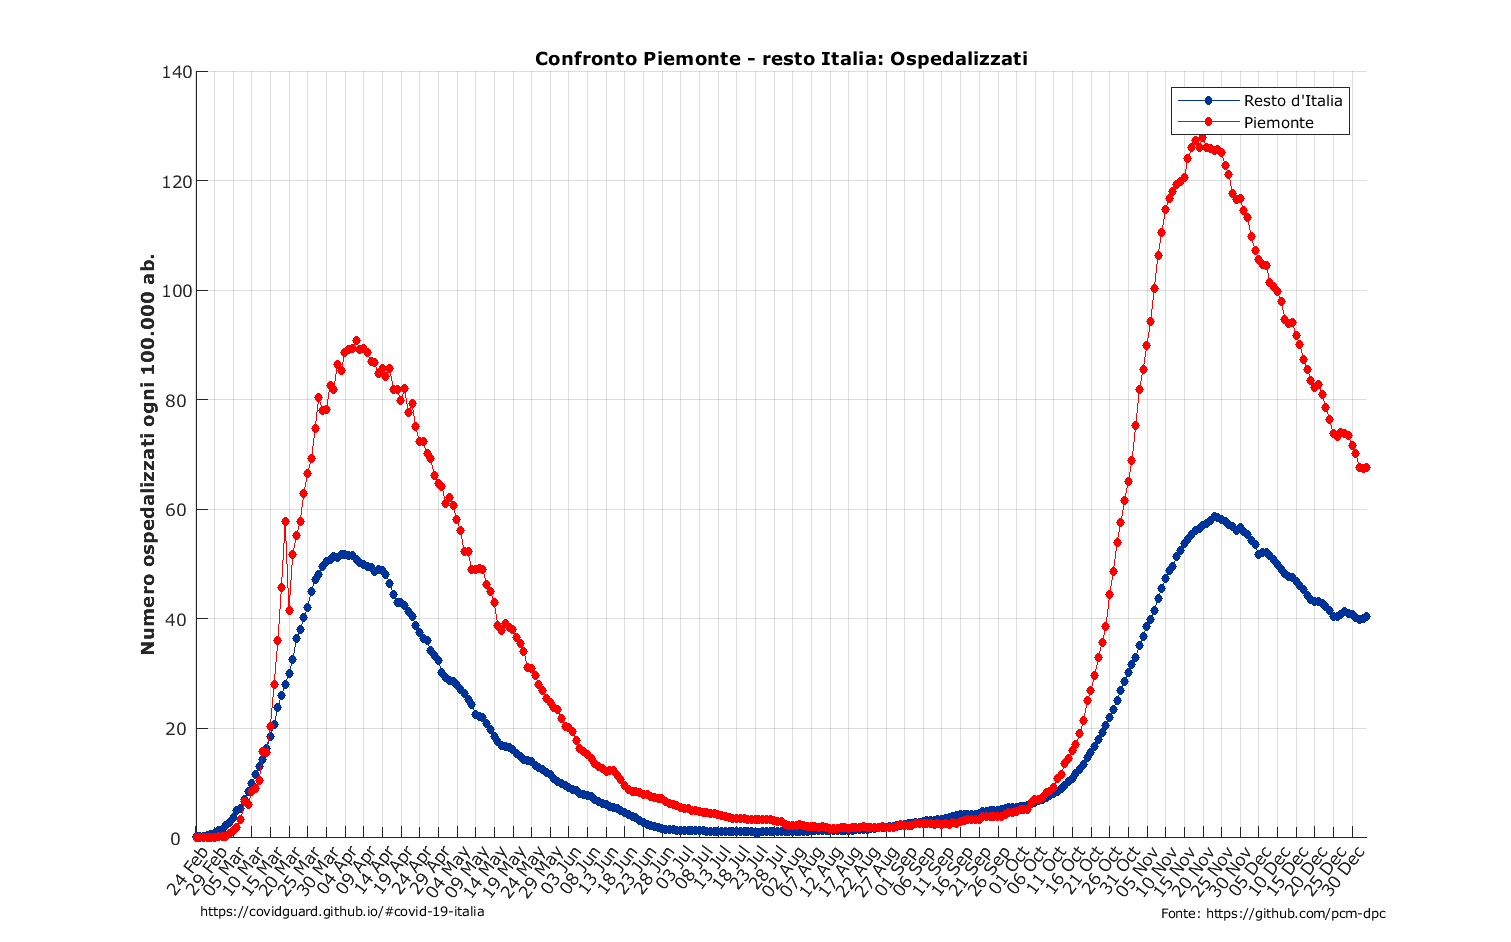 Confronto Piemonte - resto Italia: Ospedalizzati
Resto d'Italia
Piemonte
Numero ospedalizzati ogni 100.000 ab.
140
120
100
80
60
40
20
0
24 Feb
29 Feb
05 Mar
10 Mar
15 Mar
20 Mar
25 Mar
30 Mar
04 Apr
09 Apr
14 Apr
19 Apr
24 Apr
29 Apr
04 May
09 May
14 May
19 May
24 May
29 May
03 Jun
08 Jun
13 Jun
18 Jun
23 Jun
28 Jun
03 Jul
08 Jul
13 Jul
18 Jul
23 Jul
28 Jul
02 Aug
07 Aug
12 Aug
17 Aug
22 Aug
27 Aug
01 Sep
06 Sep
11 Sep
16 Sep
21 Sep
26 Sep
01 Oct
06 Oct
11 Oct
16 Oct
21 Oct
26 Oct
31 Oct
05 Nov
10 Nov
15 Nov
20 Nov
25 Nov
30 Nov
05 Dec
10 Dec
15 Dec
20 Dec
25 Dec
30 Dec
https://covidguard.github.io/#covid-19-italia
Fonte: https://github.com/pcm-dpc